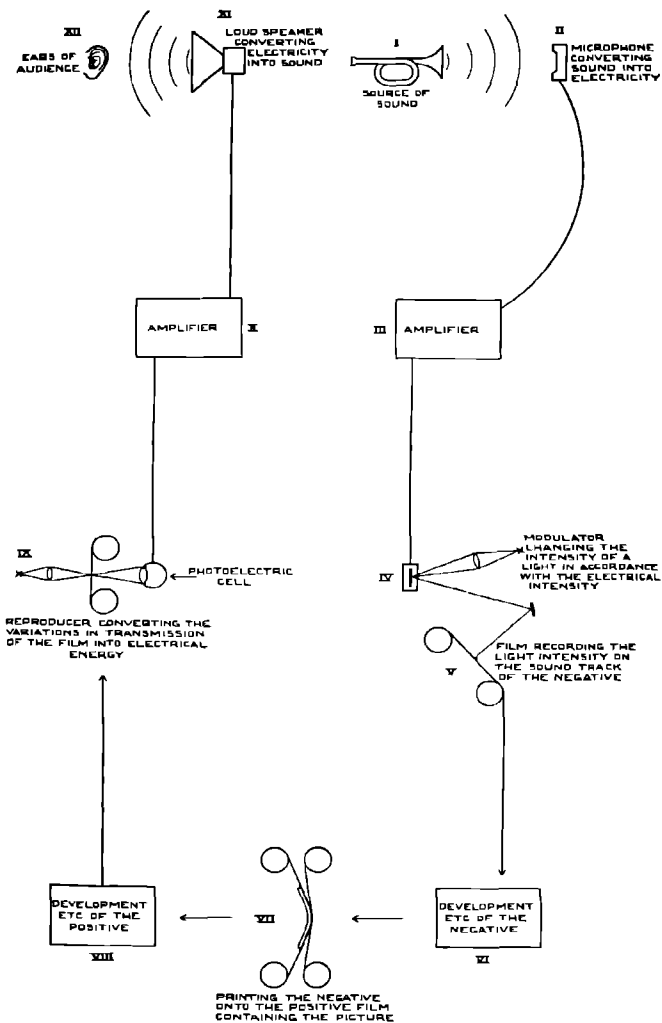 XII
EARS OF
AUDIENCE
XI
LOUD SPEAKER
CONVERTING
ELECTRICITY
INTO SOUND
I
SOURCE OF
SOUND
II
MICROPHONE
CONVERTING
SOUND INTO
ELECTRICITY
AMPLIFIER
X
III
AMPLIFIER
IX
PHOTOELECTRIC
CELL
REPRODUCER CONVERTING THE
VARIATIONS IN TRANSMISSION
OF THE FILM INTO ELECTRICAL
ENERGY
IV
MODULATOR
CHANGING THE
INTENSITY OF A
LIGHT IN ACCORDANCE
WITH THE ELECTRICAL
INTENSITY
V
FILM RECORDING THE
LIGHT INTENSITY ON
THE SOUND TRACK
OF THE NEGATIVE
DEVELOPMENT
ETC OF THE
POSITIVE
VIII
VII
PRINTING THE NEGATIVE
ONTO THE POSITIVE FILM
CONTAINING THE PICTURE
DEVELOPMENT
ETC OF THE
NEGATIVE
VI